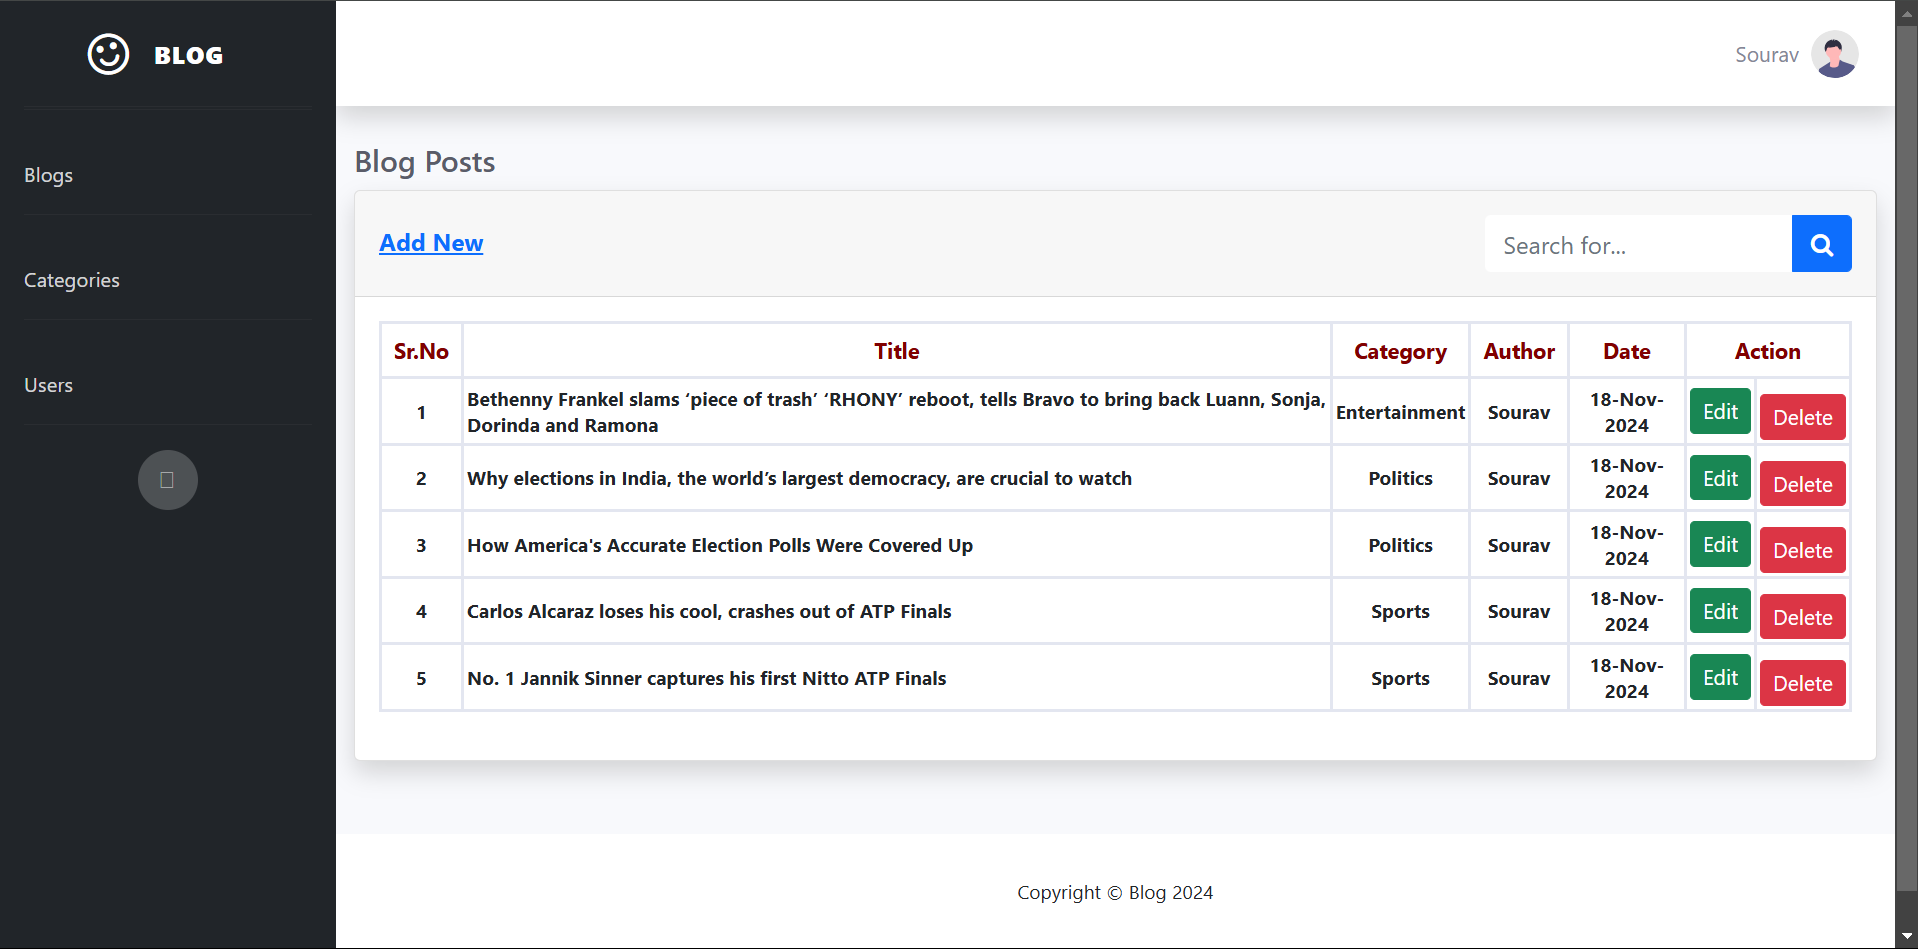 BLOG
Sourav
Blogs
Categories
Users
Blog Posts
Add New
Search for...
Sr.No Title Category Author Date Action
1 Bethenny Frankel slams ‘piece of trash’ ‘RHONY’ reboot, tells Bravo to bring back Luann, Sonja, Entertainment Sourav 18-Nov- Edit Delete
Dorinda and Ramona 2024
2 Why elections in India, the world’s largest democracy, are crucial to watch Politics Sourav 18-Nov- Edit Delete
2024
3 How America's Accurate Election Polls Were Covered Up Politics Sourav 18-Nov- Edit Delete
2024
4 Carlos Alcaraz loses his cool, crashes out of ATP Finals Sports Sourav 18-Nov- Edit Delete
2024
5 No. 1 Jannik Sinner captures his first Nitto ATP Finals Sports Sourav 18-Nov- Edit Delete
2024
Copyright © Blog 2024